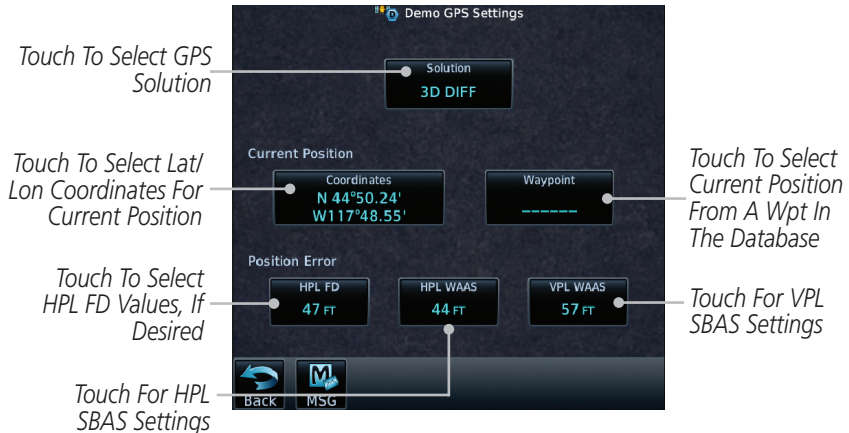 Demo GPS Settings
Touch To Select GPS
Solution
Solution
3D DIFF
Current Position
Touch To Select Lat/
Lon Coordinates For
Current Position
Coordinates
N 44°50.24'
W117°48.55'
Waypoint
______
Touch To Select
Current Position
From A Wpt In
The Database
Position Error
Touch To Select
HPL FD Values, If
Desired
HPL FD
47 FT
HPL WAAS
44 FT
VPL WAAS
57 FT
Touch For VPL
SBAS Settings
Touch For HPL
SBAS Settings
Back
MSG